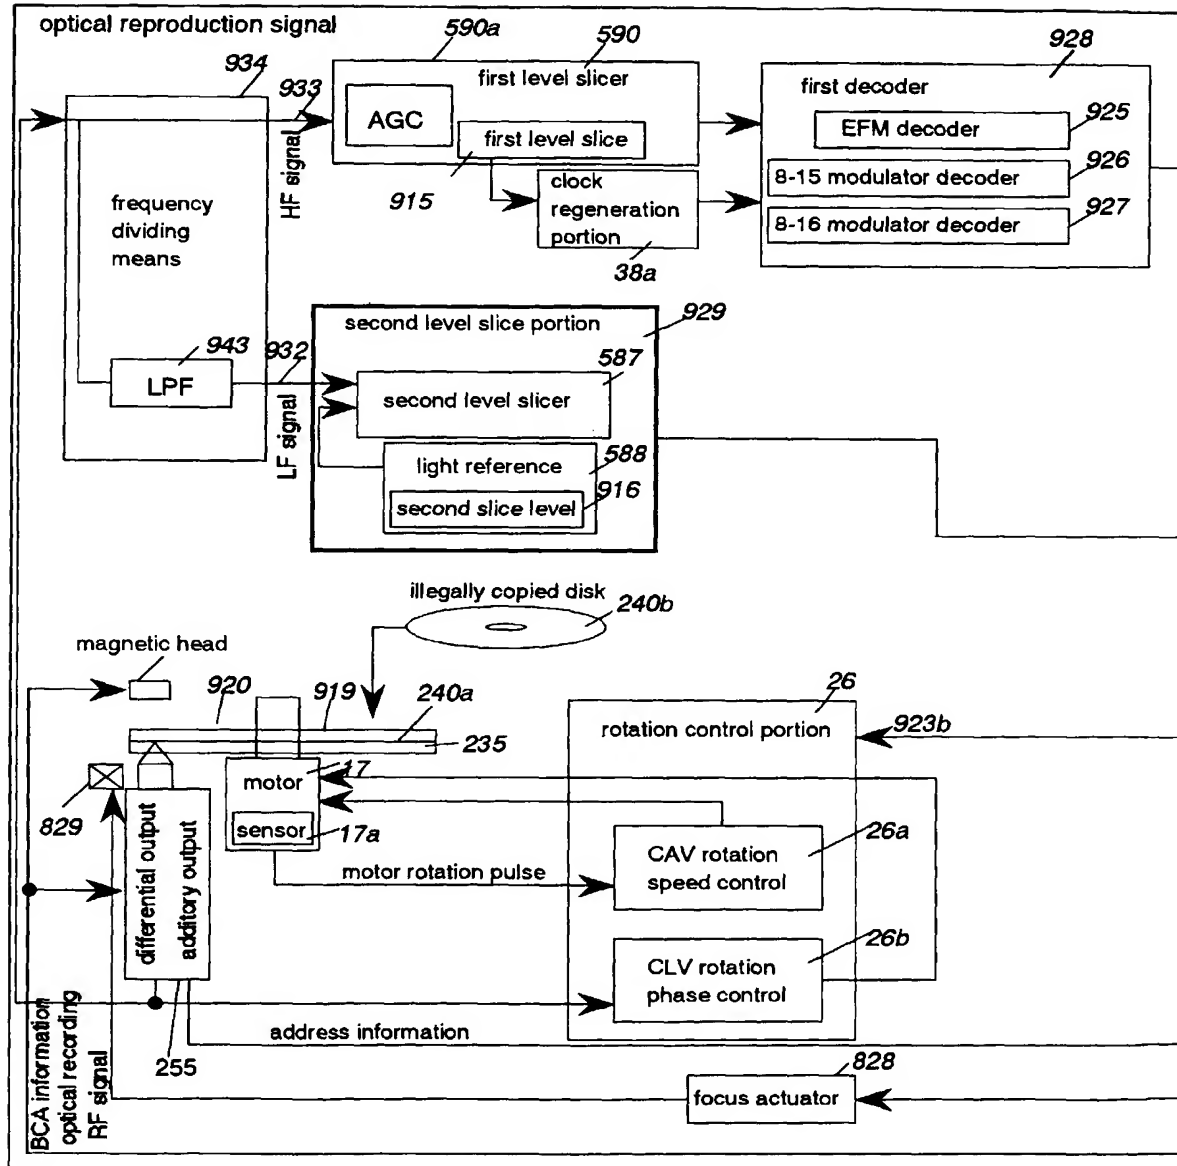 optical reproduction signal
590a
590
928
934
933
first level slicer
first decoder
AGC
EFM decoder
925
first level slice
HF signal
8-15 modulator decoder
926
915
clock
regeneration
portion
8-16 modulator decoder
927
frequency
dividing
means
38a
second level slice portion
929
943
932
587
LPF
second level slicer
LF signal
light reference
588
916
second slice level
illegally copied disk
240b
magnetic head
920
919
240a
26
rotation control portion
923b
235
motor
17
829
sensor
17a
26a
CAV rotation
speed control
motor rotation pulse
differential output
additory output
26b
CLV rotation
phase control
address information
BCA information
optical recording
RF signal
255
828
focus actuator